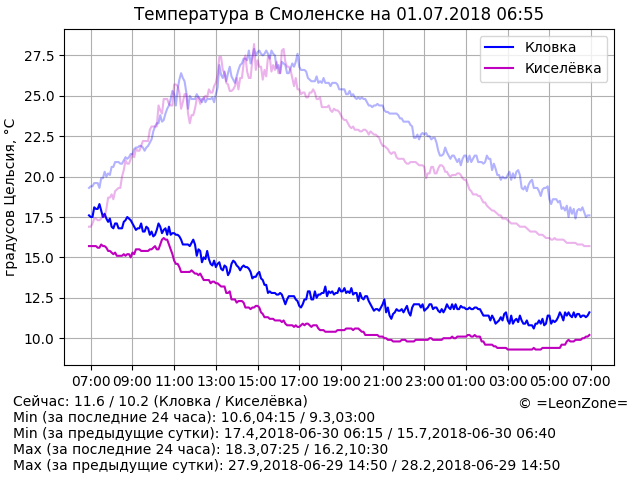 Температура в Смоленске на 01.07.2018 06:55
градусов Цельсия, °C
27.5
25.0
22.5
20.0
17.5
15.0
12.5
10.0
Кловка
Киселёвка
07:00 09:00 11:00 13:00 15:00 17:00 19:00 21:00 23:00 01:00 03:00 05:00 07:00
Сейчас: 11.6 / 10.2 (Кловка / Киселёвка)
© =LeonZone=
Min (за последние 24 часа): 10.6,04:15 / 9.3,03:00
Min (за предыдущие сутки): 17.4,2018-06-30 06:15 / 15.7,2018-06-30 06:40
Max (за последние 24 часа): 18.3,07:25 / 16.2,10:30
Max (за предыдущие сутки): 27.9,2018-06-29 14:50 / 28.2,2018-06-29 14:50